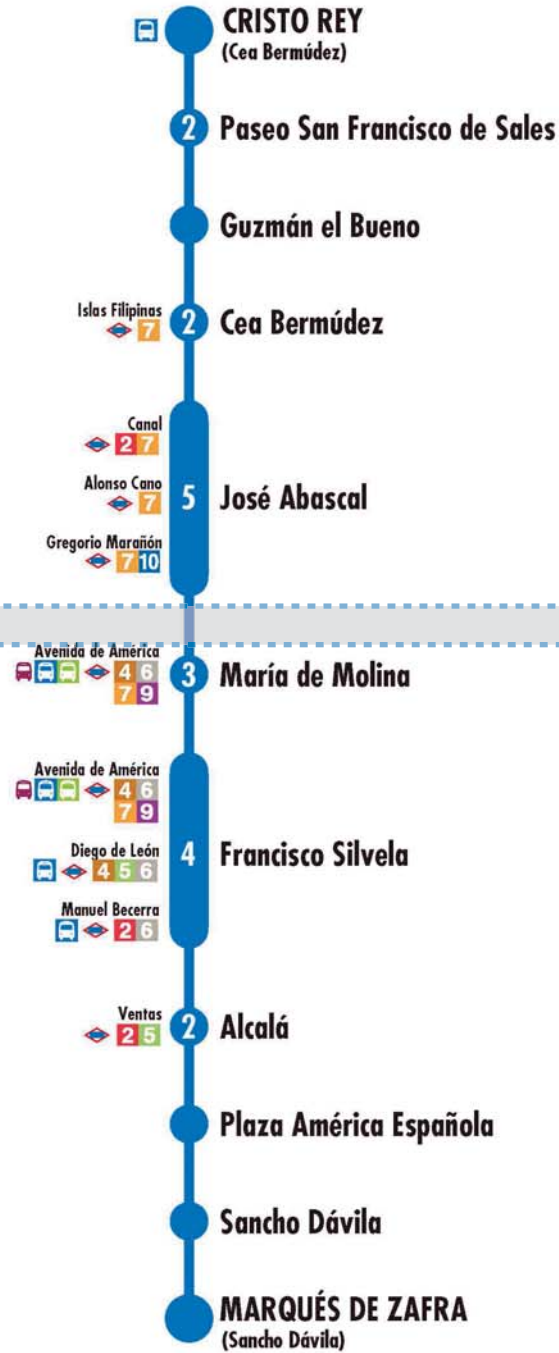 CRISTO REY
(Cea Bermúdez)
2 Paseo San Francisco de Sales
Guzmán el Bueno
Islas Filipinas
7
2 Cea Bermúdez
Canal
2 7
Alonso Cano
7
5 José Abascal
Gregorio Marañón
7 10
Avenida de América
4 6
7 9
3 María de Molina
Avenida de América
4 6
7 9
Diego de León
4 5 6
4 Francisco Silvela
Manuel Becerra
2 6
Ventas
2 5
2 Alcalá
Plaza América Española
Sancho Dávila
MARQUÉS DE ZAFRA
(Sancho Dávila)